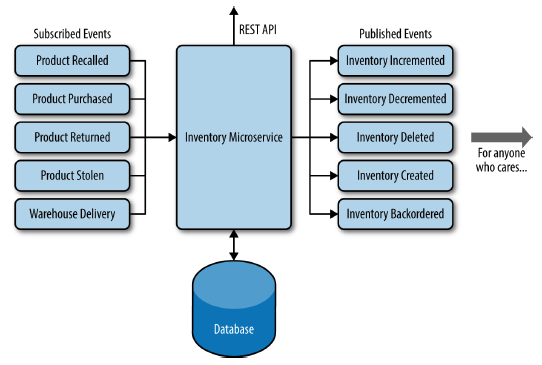 REST API
Subscribed Events
Published Events
Product Recalled
Product Purchased
Product Returned
Product Stolen
Warehouse Delivery
Inventory Microservice
Inventory Incremented
Inventory Decremented
Inventory Deleted
Inventory Created
Inventory Backordered
For anyone
who cares...
Database